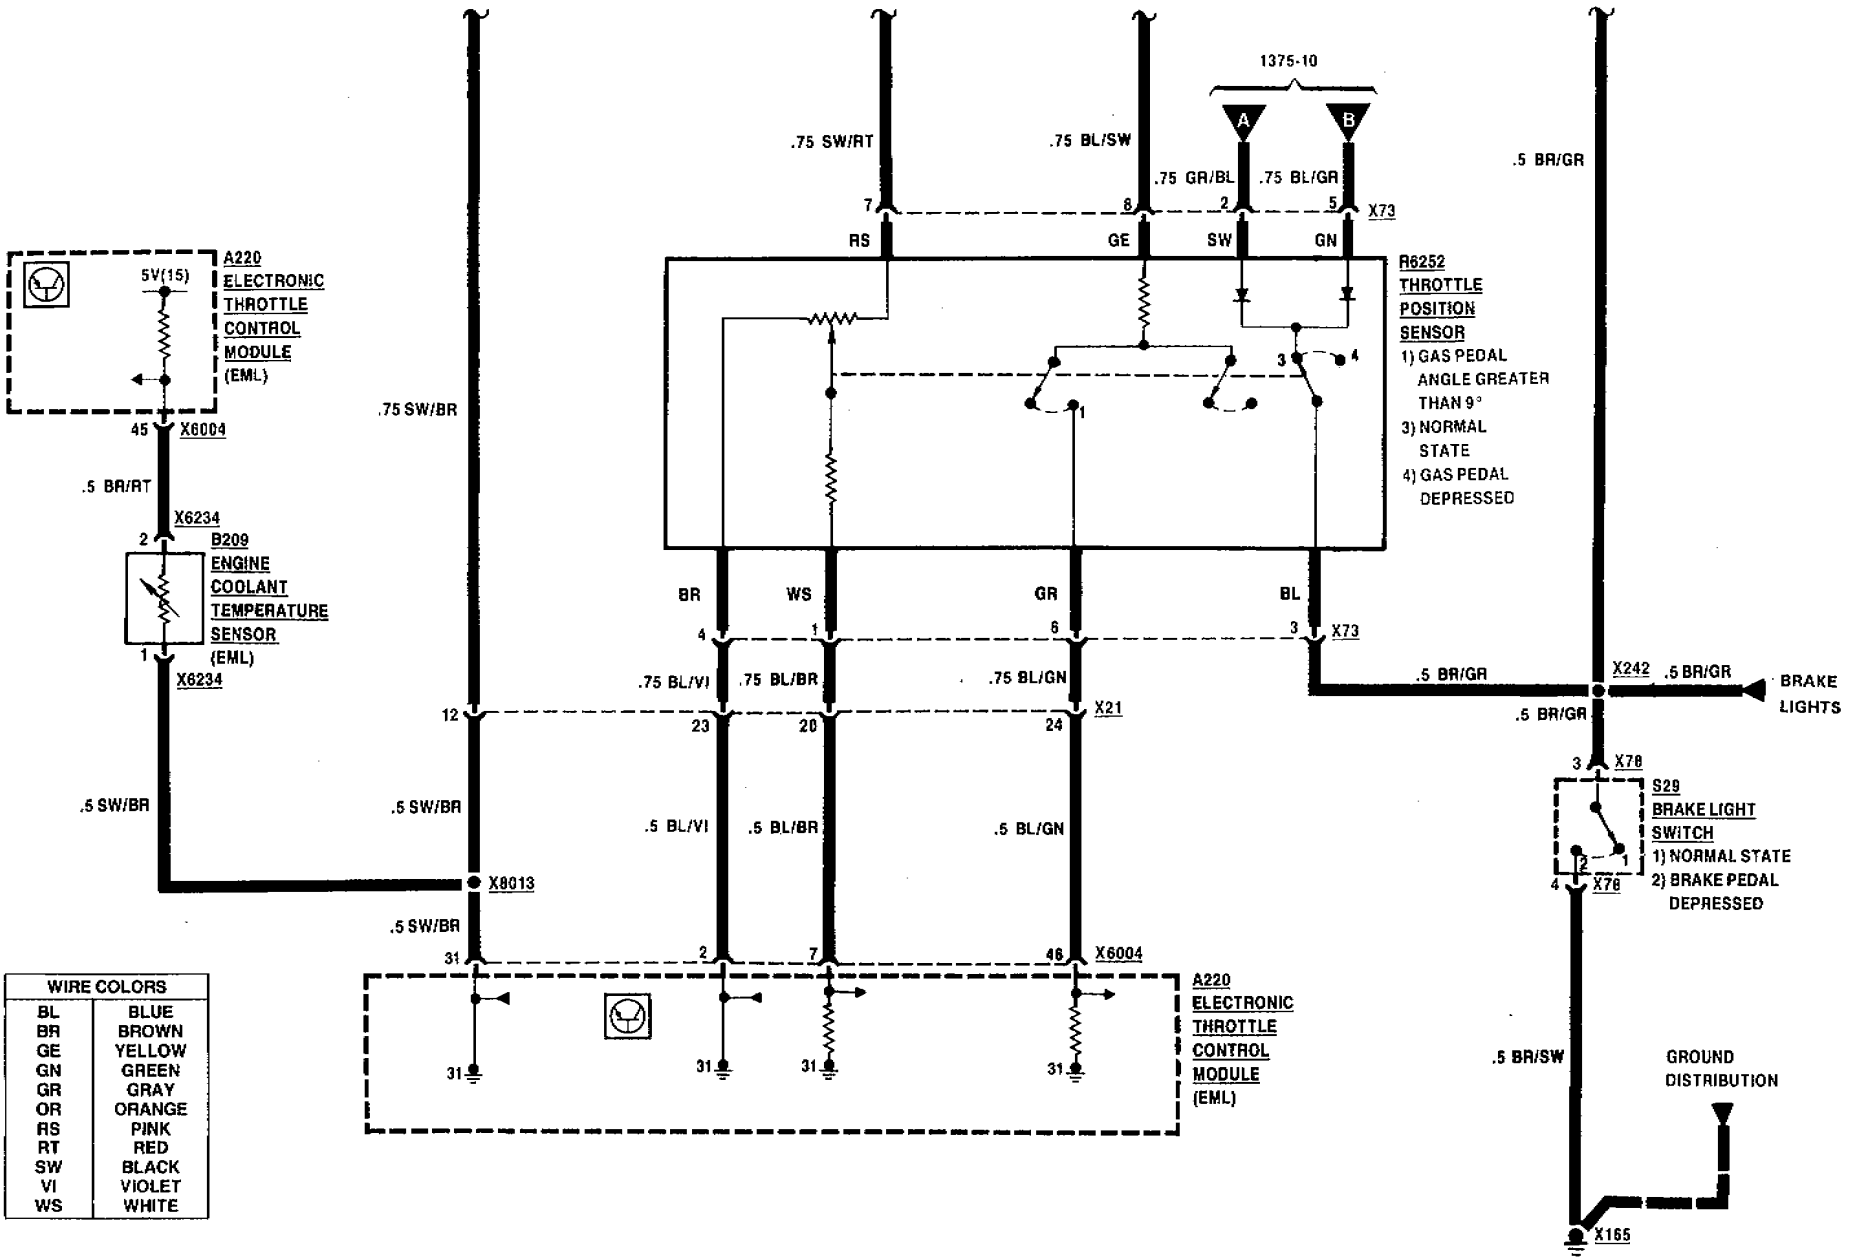 1375-10
A
B
.75 SW/RT
.75 BL/SW
.5 BR/GR
.75 GR/BL
.75 BL/GR
7
8
2
5
X73
RS
GE
SW
GN
A220
ELECTRONIC
THROTTLE
CONTROL
MODULE
(EML)
5V(15)
R6252
THROTTLE
POSITION
SENSOR
1) GAS PEDAL
ANGLE GREATER
THAN 9°
3) NORMAL
STATE
4) GAS PEDAL
DEPRESSED
3
4
1
.75 SW/BR
45
X6004
.5 BR/RT
X6234
2
B209
ENGINE
COOLANT
TEMPERATURE
SENSOR
(EML)
1
X6234
BR
WS
GR
BL
4
1
6
3
X73
.75 BL/VI
.75 BL/BR
.75 BL/GN
.5 BR/GR
X242
.5 BR/GR
BRAKE
LIGHTS
.5 BR/GR
12
23
20
24
X21
3
X78
S29
BRAKE LIGHT
SWITCH
1) NORMAL STATE
2) BRAKE PEDAL
DEPRESSED
2
1
4
X78
.5 SW/BR
.5 SW/BR
.5 BL/VI
.5 BL/BR
.5 BL/GN
X8013
.5 SW/BR
31
2
7
46
X6004
A220
ELECTRONIC
THROTTLE
CONTROL
MODULE
(EML)
31
31
31
31
WIRE COLORS
BL BLUE
BR BROWN
GE YELLOW
GN GREEN
GR GRAY
OR ORANGE
RS PINK
RT RED
SW BLACK
VI VIOLET
WS WHITE
.5 BR/SW
GROUND
DISTRIBUTION
X165